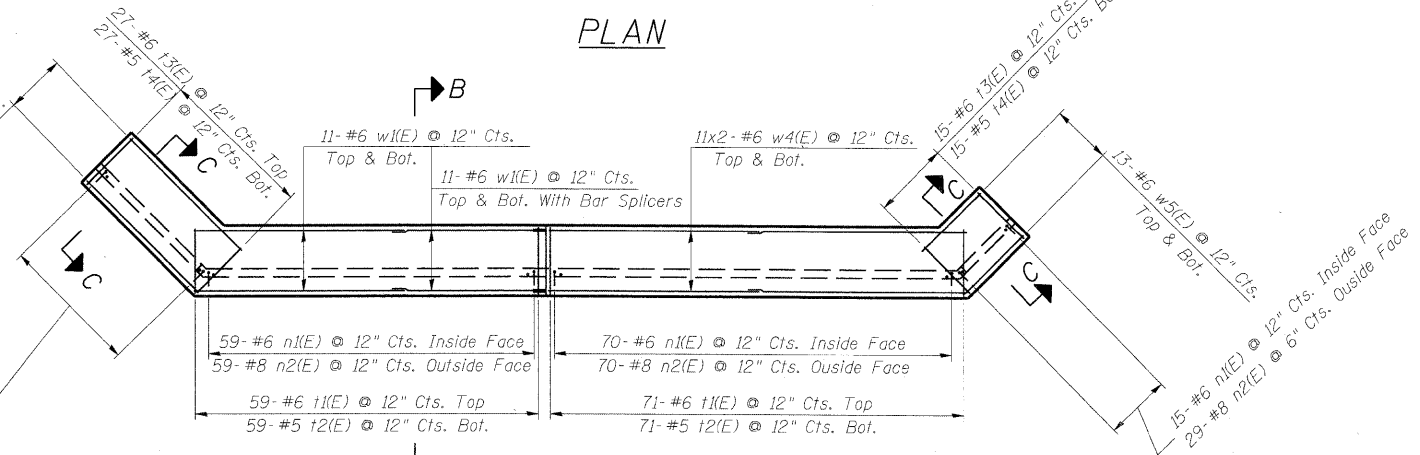 PLAN
27- #6 t3(E) @ 12" Cts. Top
27- #5 t4(E) @ 12" Cts. Bot.
15- #6 t3(E) @ 12" Cts.
15- #5 t4(E) @ 12" Cts.
B
11- #6 w1(E) @ 12" Cts.
Top & Bot.
11x2- #6 w4(E) @ 12" Cts.
Top & Bot.
11- #6 w1(E) @ 12" Cts.
Top & Bot. With Bar Splicers
C
C
13- #6 w5(E) @ 12" Cts.
Top & Bot.
C
C
59- #6 n1(E) @ 12" Cts. Inside Face
59- #8 n2(E) @ 12" Cts. Outside Face
70- #6 n1(E) @ 12" Cts. Inside Face
70- #8 n2(E) @ 12" Cts. Ouside Face
15- #6 n1(E) @ 12" Cts. Inside Face
29- #8 n2(E) @ 6" Cts. Ouside Face
59- #6 t1(E) @ 12" Cts. Top
59- #5 t2(E) @ 12" Cts. Bot.
71- #6 t1(E) @ 12" Cts. Top
71- #5 t2(E) @ 12" Cts. Bot.